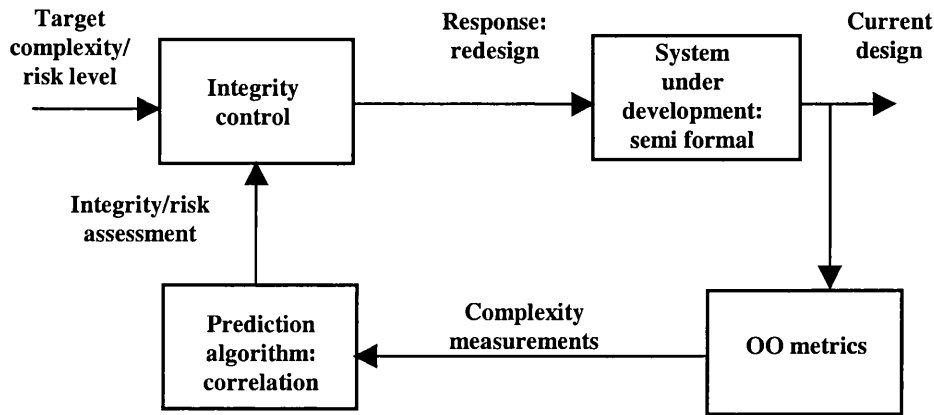 Target
complexity/
risk level
Integrity
control
Response:
redesign
System
under
development:
semi formal
Current
design
Integrity/risk
assessment
Prediction
algorithm:
correlation
Complexity
measurements
OO metrics